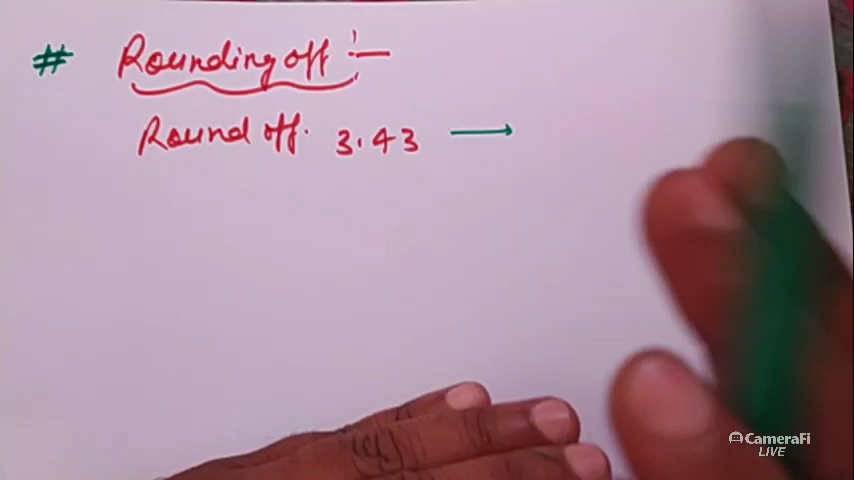 # Rounding off :-
Round off. 3.43 →
CameraFi
LIVE